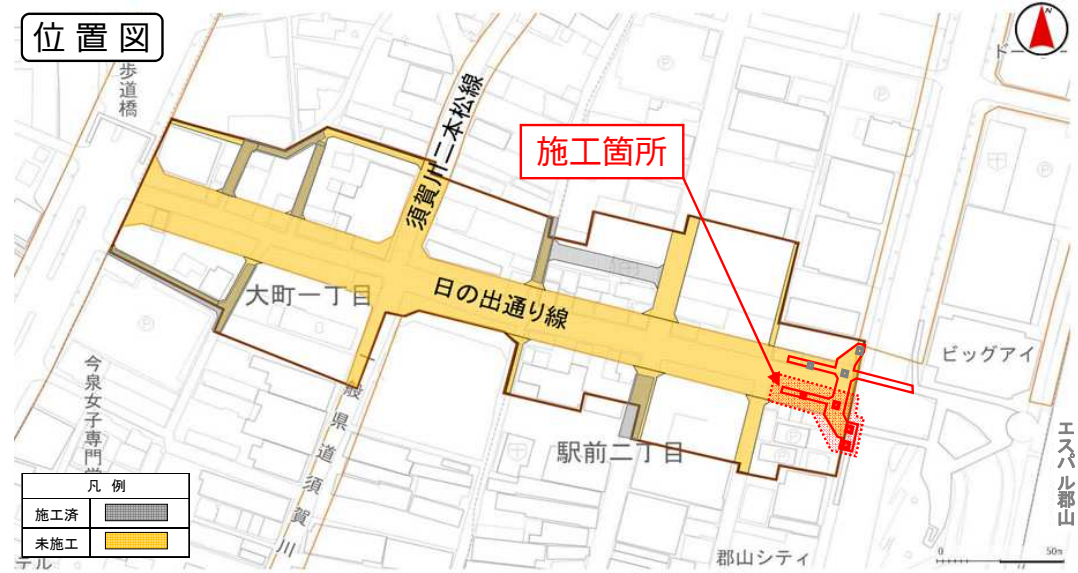 位置図
N
歩道橋
須賀川二本松線
施工箇所
大町一丁目
日の出通り線
ビッグアイ
今泉女子専門学
般県道須賀川
駅前二丁目
エスパル郡山
凡 例
施工済
未施工
テル
郡山シティ
0
50m